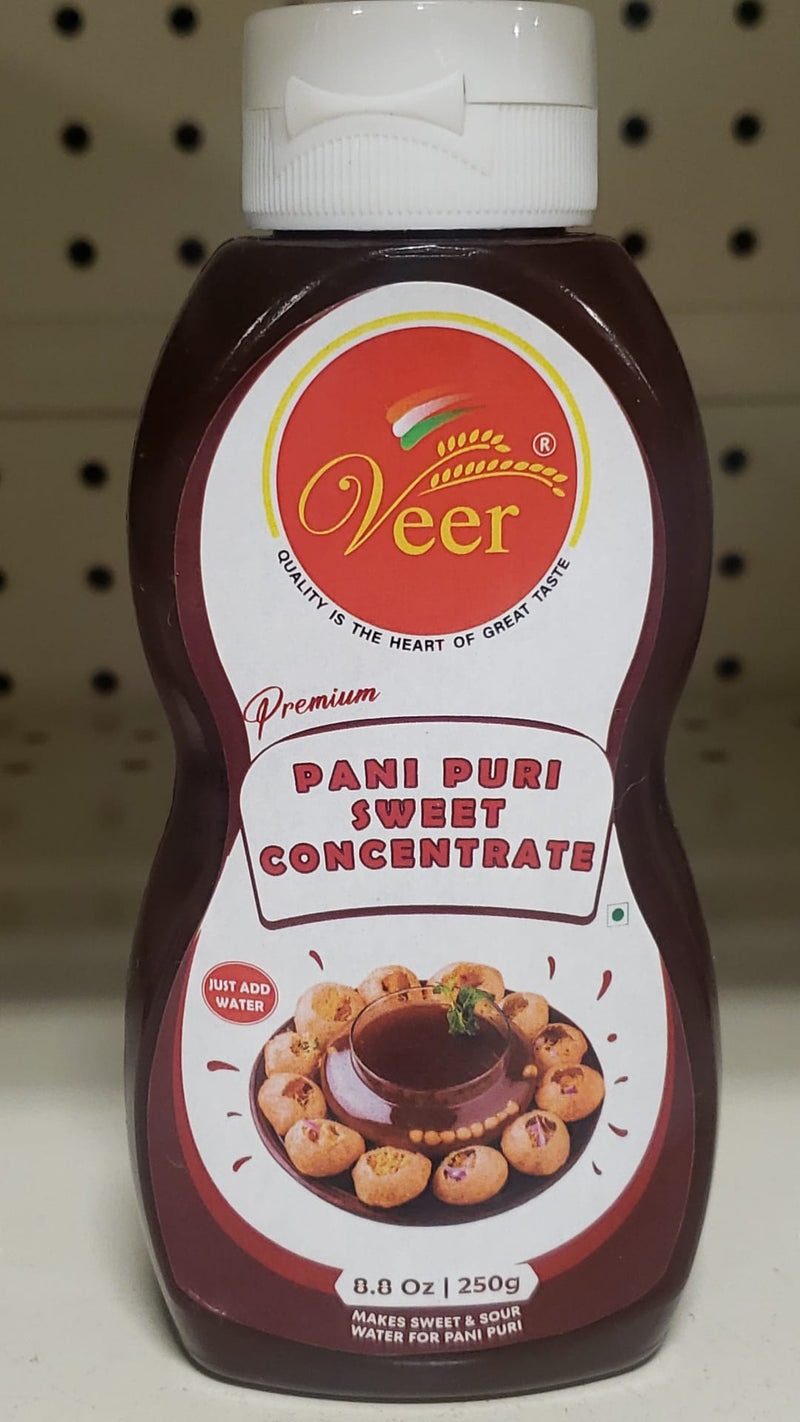 Veer
®
QUALITY IS THE HEART OF GREAT TASTE
Premium
PANI PURI
SWEET
CONCENTRATE
JUST ADD
WATER
8.8 Oz | 250g
MAKES SWEET & SOUR
WATER FOR PANI PURI